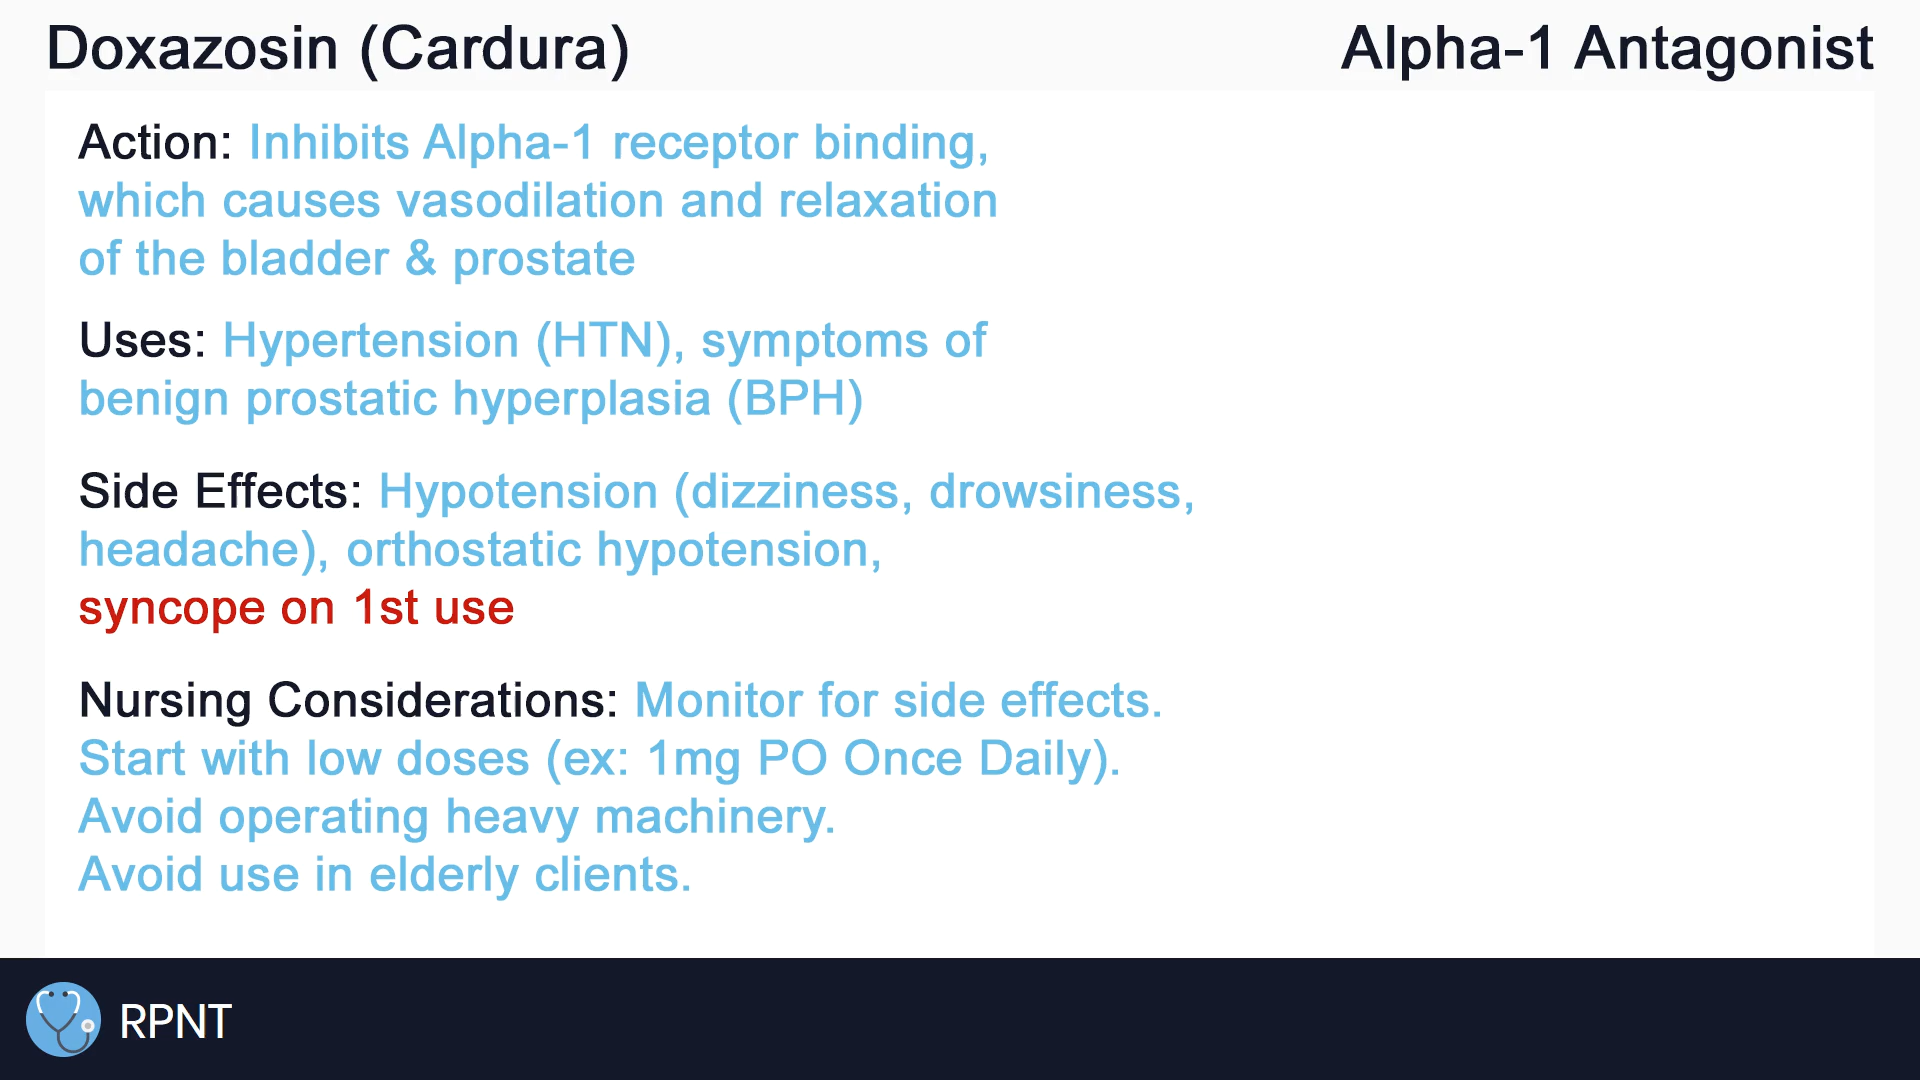 Doxazosin (Cardura)
Alpha-1 Antagonist
Action: Inhibits Alpha-1 receptor binding,
which causes vasodilation and relaxation
of the bladder & prostate
Uses: Hypertension (HTN), symptoms of
benign prostatic hyperplasia (BPH)
Side Effects: Hypotension (dizziness, drowsiness,
headache), orthostatic hypotension,
syncope on 1st use
Nursing Considerations: Monitor for side effects.
Start with low doses (ex: 1mg PO Once Daily).
Avoid operating heavy machinery.
Avoid use in elderly clients.
RPNT